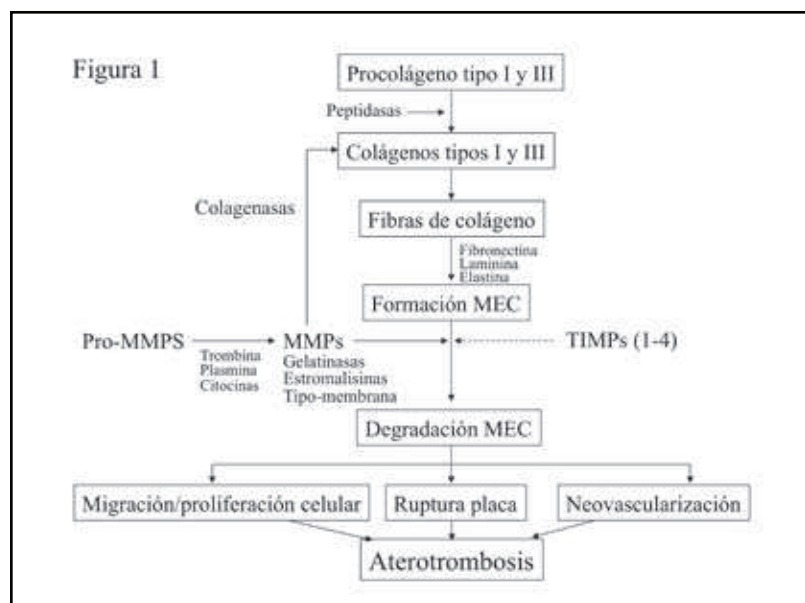 Figura 1
Procolágeno tipo I y III
Peptidasas
Colágenos tipos I y III
Colagenasas
Fibras de colágeno
Fibronectina
Laminina
Elastina
Formación MEC
Pro-MMPS
Trombina
Plasmina
Citocinas
MMPs
Gelatinasas
Estromalisinas
Tipo-membrana
TIMPs (1-4)
Degradación MEC
Migración/proliferación celular
Ruptura placa
Neovascularización
Aterotrombosis